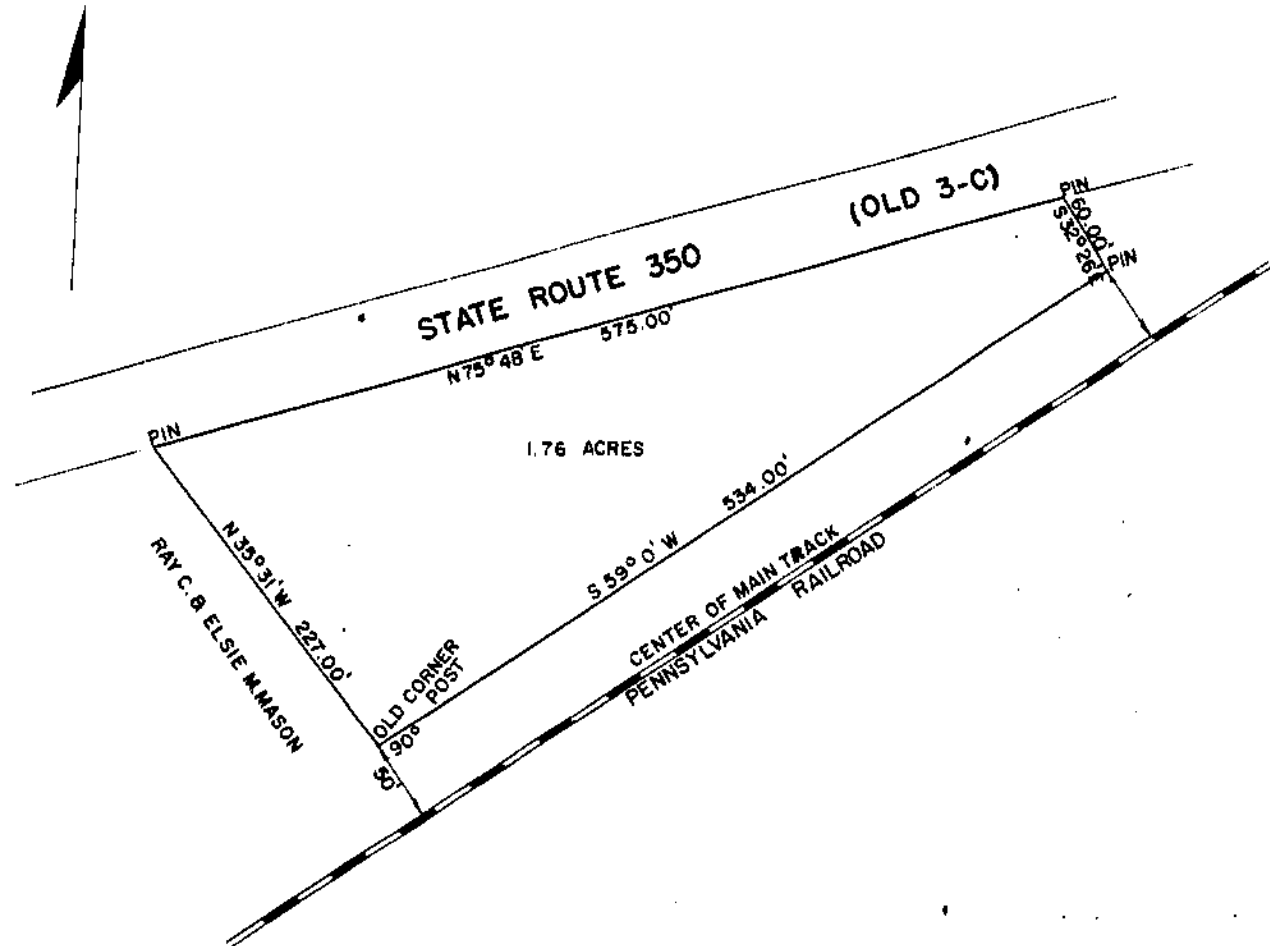 (OLD 3-C)
STATE ROUTE 350
PIN
60.00'
S 32° 26' E
PIN
N 75° 48 E 575.00'
PIN
1.76 ACRES
534.00'
S 59° 0' W
N 35° 31' W 227.00'
RAY C. & ELSIE M. MASON
CENTER OF MAIN TRACK
PENNSYLVANIA RAILROAD
OLD CORNER
POST
90°
50'